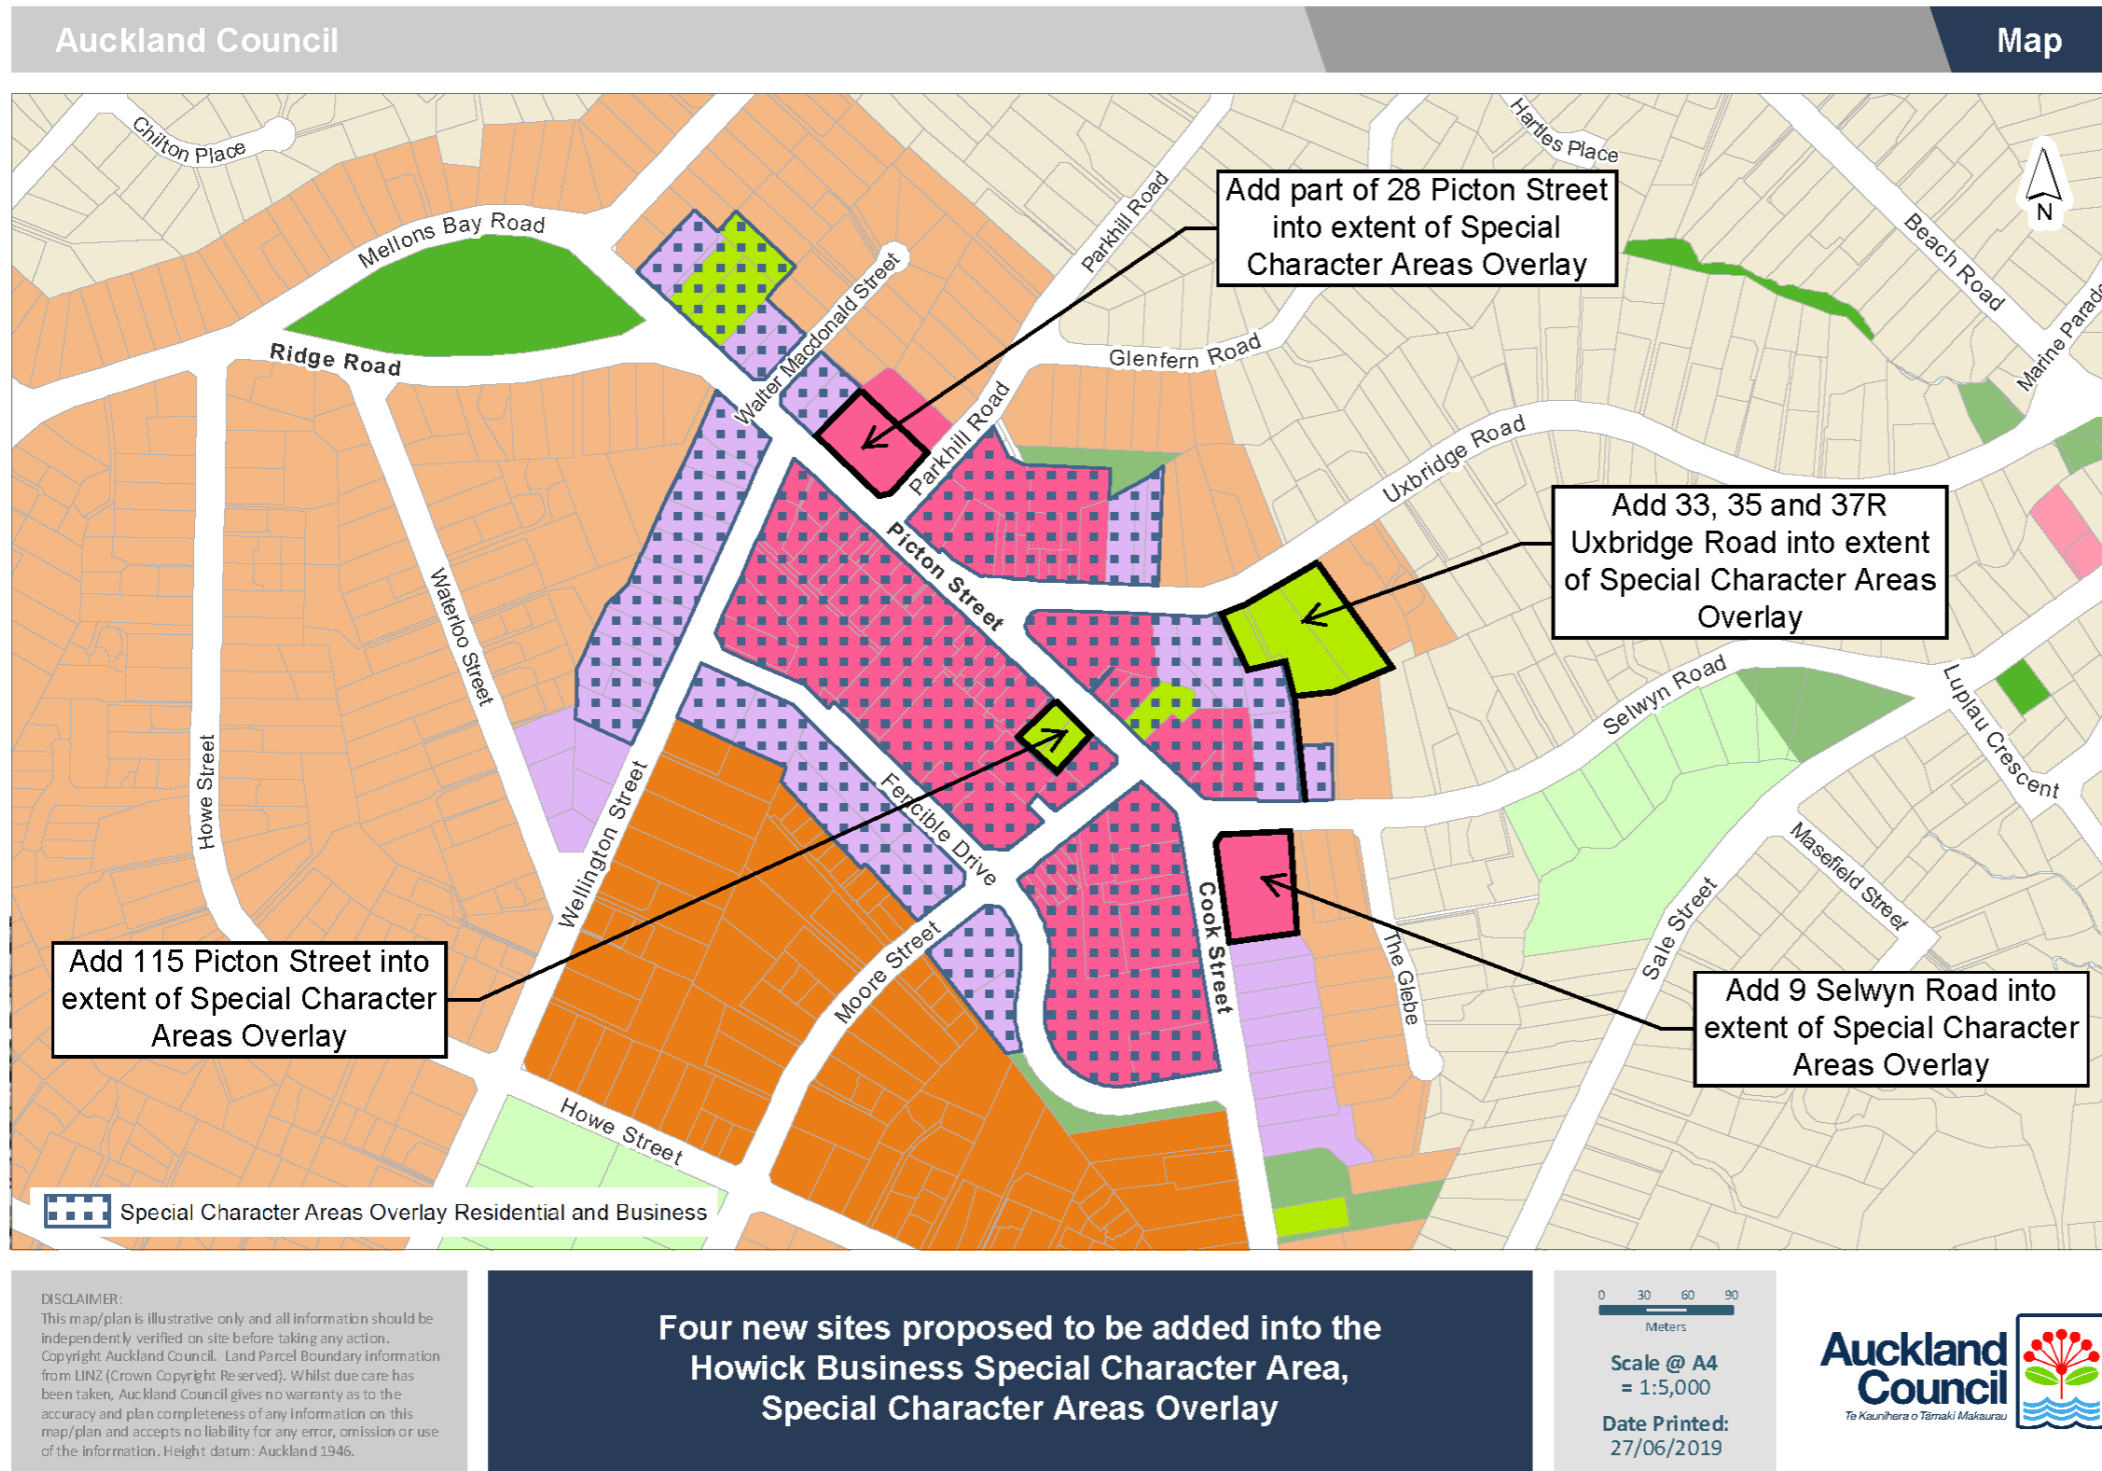 Auckland Council
Map
Chilton Place
Mellons Bay Road
Ridge Road
Walter Macdonald Street
Parkhill Road
Parkhill Road
Hartles Place
Beach Road
Marine Parade
Glenfern Road
Uxbridge Road
N
Add part of 28 Picton Street
into extent of Special
Character Areas Overlay
Add 33, 35 and 37R
Uxbridge Road into extent
of Special Character Areas
Overlay
Picton Street
Waterloo Street
Howe Street
Wellington Street
Fencible Drive
Moore Street
Cook Street
The Glebe
Selwyn Road
Luplau Crescent
Masefield Street
Sale Street
Howe Street
Add 115 Picton Street into
extent of Special Character
Areas Overlay
Add 9 Selwyn Road into
extent of Special Character
Areas Overlay
Special Character Areas Overlay Residential and Business
DISCLAIMER:
This map/plan is illustrative only and all information should be
independently verified on site before taking any action.
Copyright Auckland Council. Land Parcel Boundary information
from LINZ (Crown Copyright Reserved). Whilst due care has
been taken, Auckland Council gives no warranty as to the
accuracy and plan completeness of any information on this
map/plan and accepts no liability for any error, omission or use
of the information. Height datum: Auckland 1946.
Four new sites proposed to be added into the
Howick Business Special Character Area,
Special Character Areas Overlay
0 30 60 90
Meters
Scale @ A4
= 1:5,000
Date Printed:
27/06/2019
Auckland
Council
Te Kaunihera o Tāmaki Makaurau